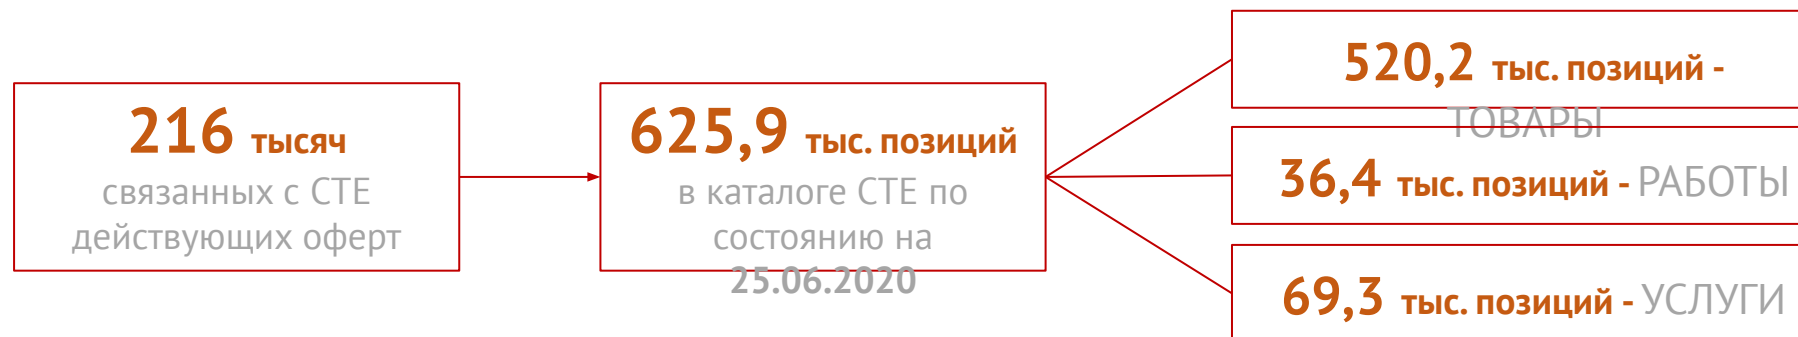 216 тысяч
связанных с СТЕ
действующих оферт
625,9 тыс. позиций
в каталоге СТЕ по
состоянию на
25.06.2020
520,2 тыс. позиций -
ТОВАРЫ
36,4 тыс. позиций - РАБОТЫ
69,3 тыс. позиций - УСЛУГИ